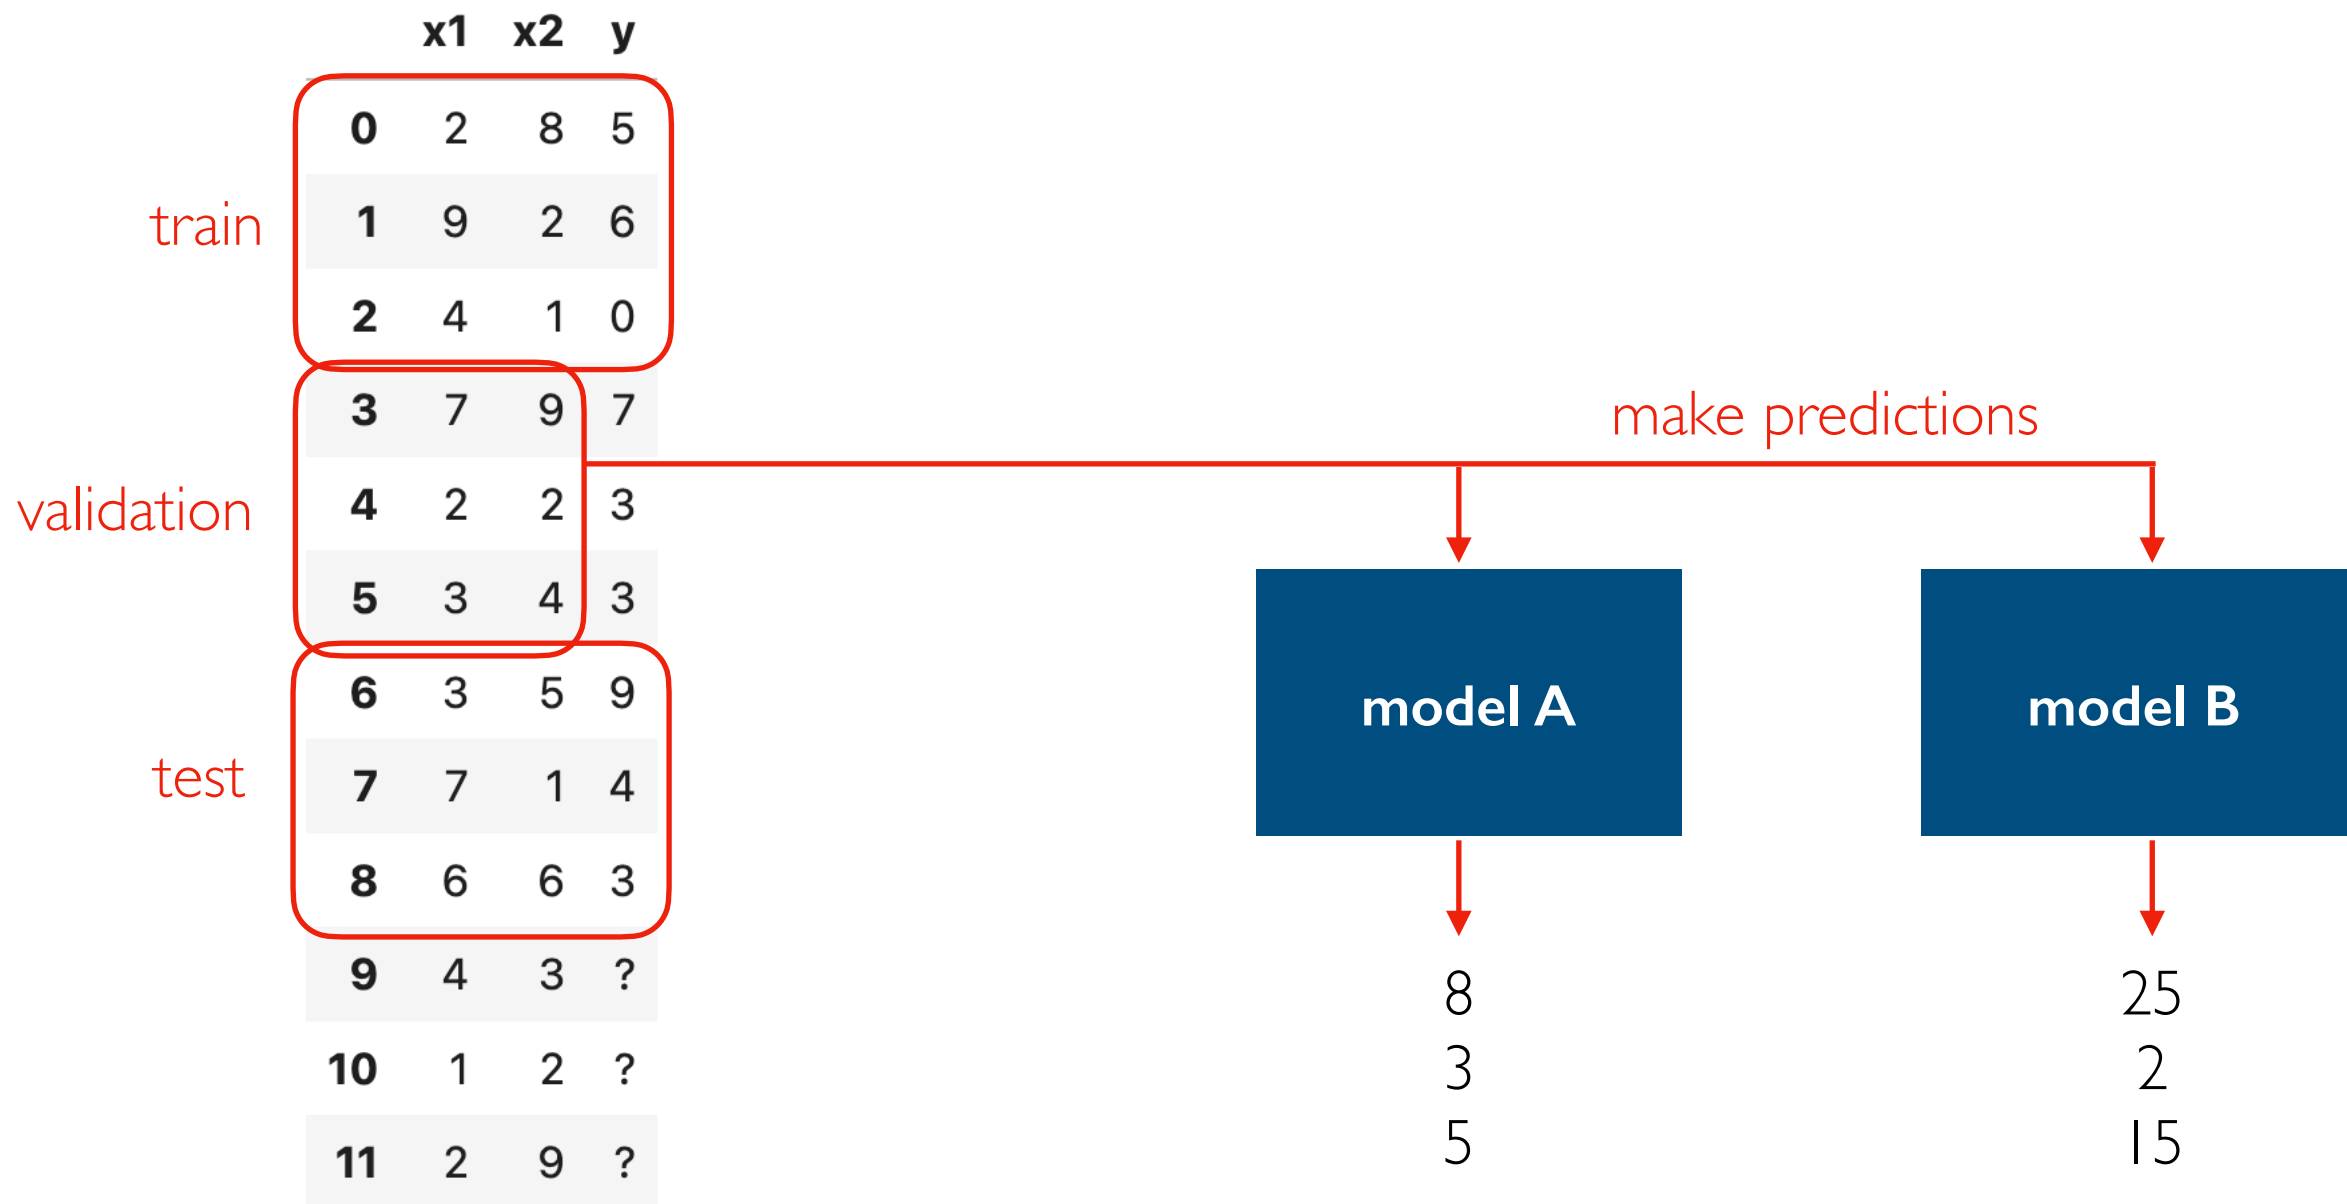 x1 x2 y
0 2 8 5
train
1 9 2 6
2 4 1 0
3 7 9 7
make predictions
validation
4 2 2 3
5 3 4 3
6 3 5 9
model A
model B
test
7 7 1 4
8 6 6 3
9 4 3 ?
10 1 2 ?
11 2 9 ?
8
3
5
25
2
15